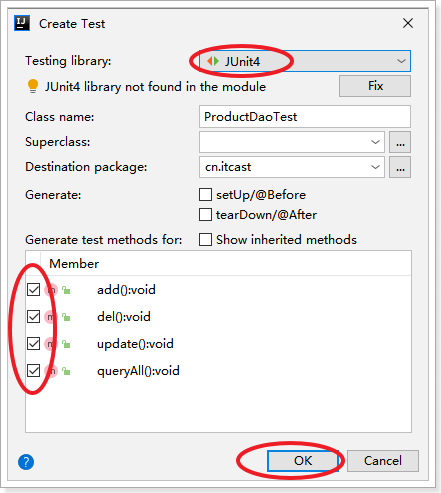 IJ
Create Test
Testing library: JUnit4
JUnit4 library not found in the module Fix
Class name: ProductDaoTest
Superclass: ...
Destination package: cn.itcast ...
Generate: setUp/@Before
tearDown/@After
Generate test methods for: Show inherited methods
Member
m add():void
m del():void
m update():void
m queryAll():void
? OK Cancel